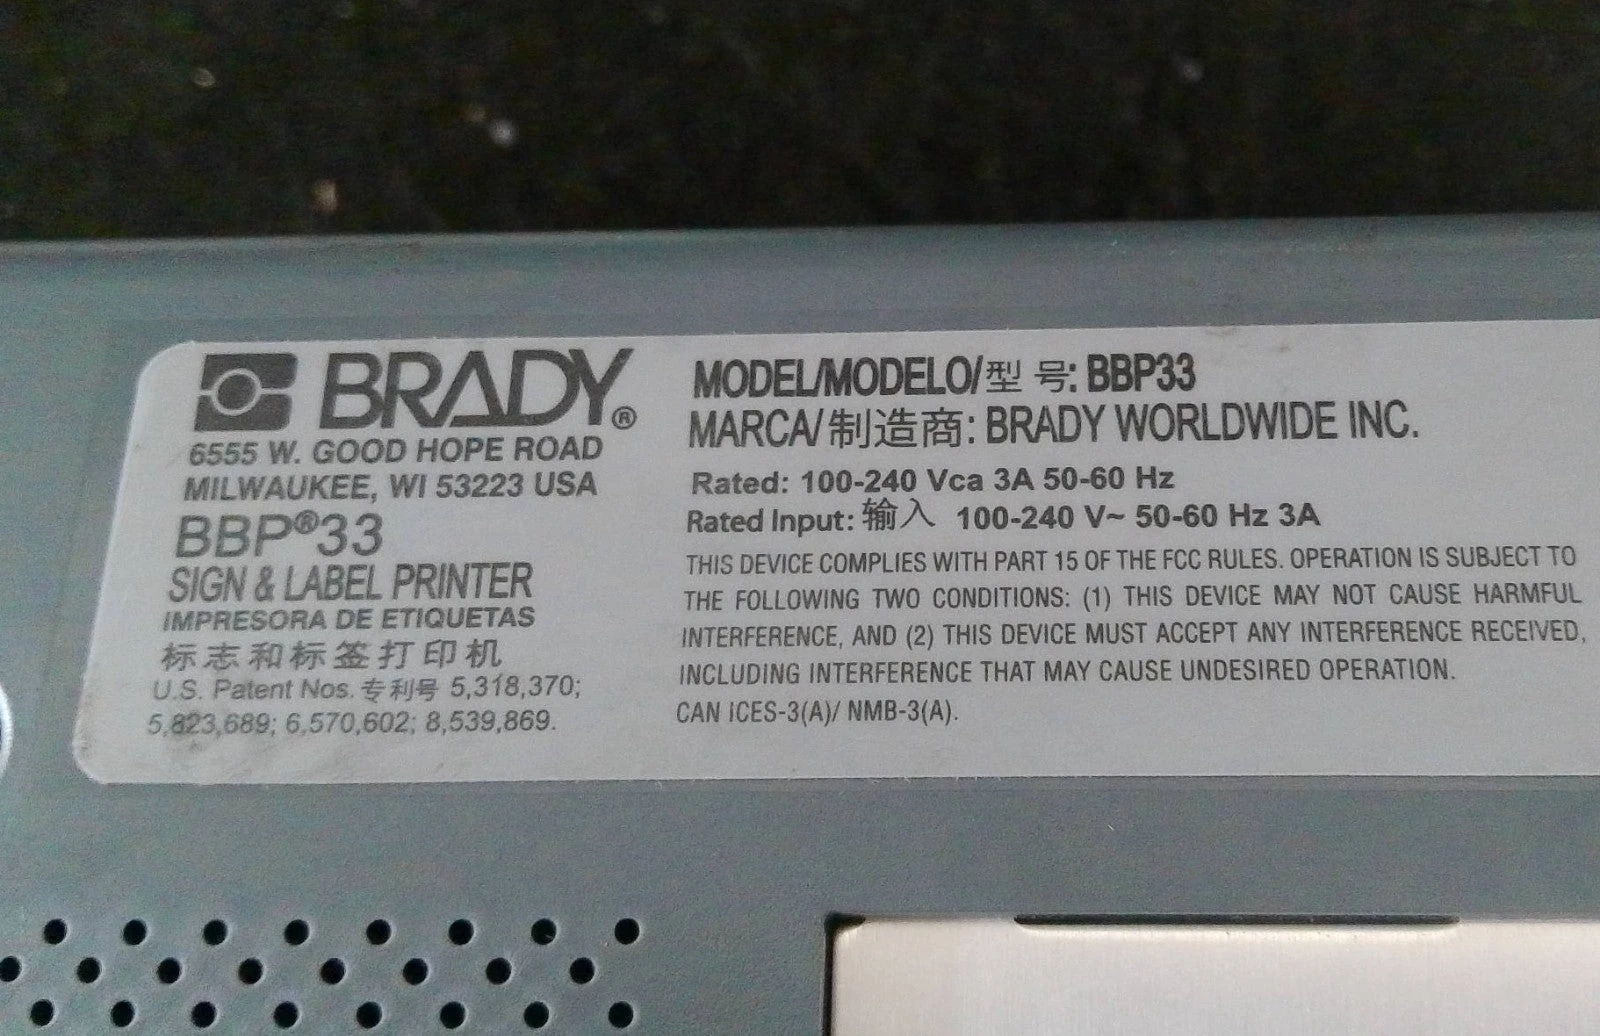 BRADY®
6555 W. GOOD HOPE ROAD
MILWAUKEE, WI 53223 USA
BBP®33
SIGN & LABEL PRINTER
IMPRESORA DE ETIQUETAS
标志和标签打印机
U.S. Patent Nos. 专利号 5,318,370;
5,823,689; 6,570,602; 8,539,869.
MODEL/MODELO/型 号: BBP33
MARCA/制造商: BRADY WORLDWIDE INC.
Rated: 100-240 Vca 3A 50-60 Hz
Rated Input: 输入 100-240 V~ 50-60 Hz 3A
THIS DEVICE COMPLIES WITH PART 15 OF THE FCC RULES. OPERATION IS SUBJECT TO
THE FOLLOWING TWO CONDITIONS: (1) THIS DEVICE MAY NOT CAUSE HARMFUL
INTERFERENCE, AND (2) THIS DEVICE MUST ACCEPT ANY INTERFERENCE RECEIVED,
INCLUDING INTERFERENCE THAT MAY CAUSE UNDESIRED OPERATION.
CAN ICES-3(A)/ NMB-3(A).